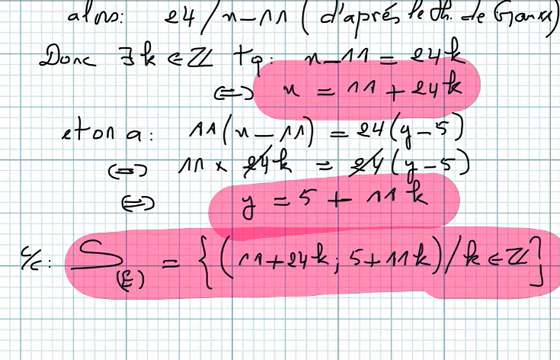 alors: 24/x-11 (d'après le th. de Gauss)
Donc ∃k∈ℤ Tq: x-11=24k
⇔ x = 11+24k
et on a: 11(x-11) = 24(y-5)
⇔ 11×24k = 24(y-5)
⇔ y = 5 + 11k
C/C: S(E) = {(11+24k; 5+11k)/k∈ℤ}